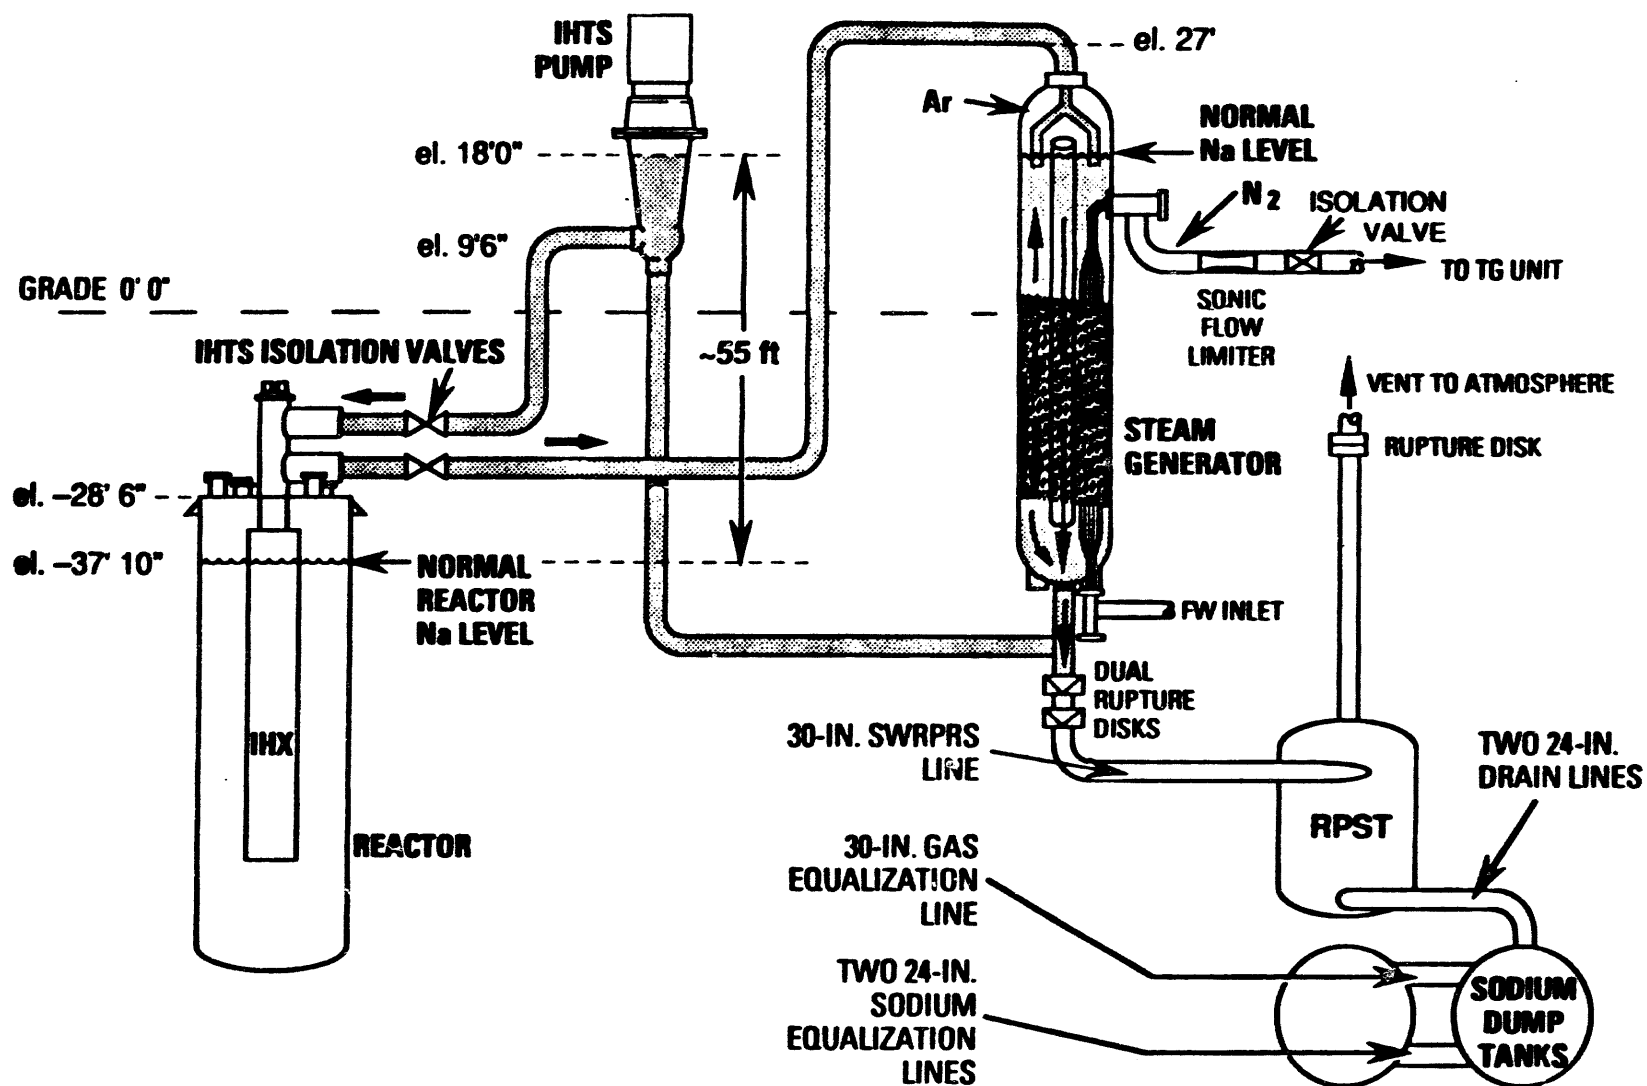 IHTS
PUMP
el. 27'
Ar
NORMAL
Na LEVEL
el. 18'0"
N2
ISOLATION
VALVE
el. 9'6"
TO TG UNIT
GRADE 0' 0"
SONIC
FLOW
LIMITER
IHTS ISOLATION VALVES
~55 ft
VENT TO ATMOSPHERE
STEAM
GENERATOR
RUPTURE DISK
el. –28' 6"
el. –37' 10"
NORMAL
REACTOR
Na LEVEL
FW INLET
DUAL
RUPTURE
DISKS
30-IN. SWRPRS
LINE
IHX
TWO 24-IN.
DRAIN LINES
RPST
REACTOR
30-IN. GAS
EQUALIZATION
LINE
TWO 24-IN.
SODIUM
EQUALIZATION
LINES
SODIUM
DUMP
TANKS